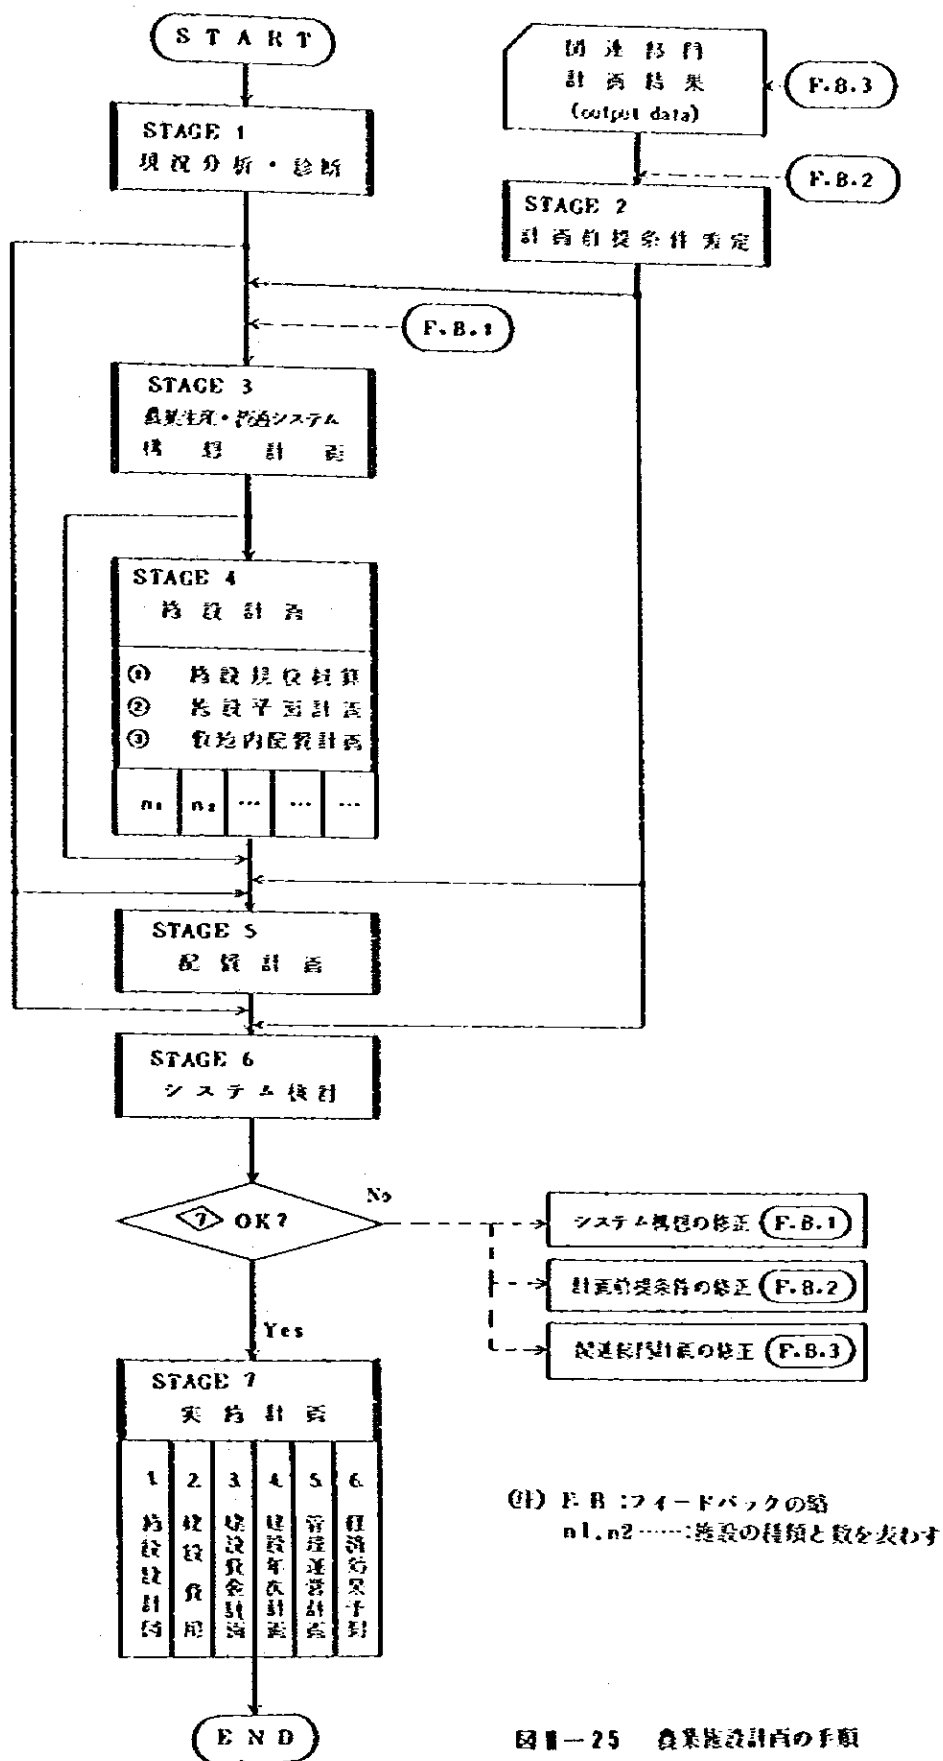 START
STAGE 1
現況分析・診断
関連部門
計画結果
(output data)
F.B.3
F.B.2
STAGE 2
計画前提条件策定
F.B.1
STAGE 3
農業生産・流通システム
構想計画
STAGE 4
施設計画
① 施設規模積算
② 施設平面計画
③ 敷地内配置計画
n₁ n₂ … … …
STAGE 5
配置計画
STAGE 6
システム検討
? OK?
No
システム構想の修正 F.B.1
計画前提条件の修正 F.B.2
関連部門計画の修正 F.B.3
Yes
STAGE 7
実施計画
1. 施設設計図
2. 建設費用
3. 建設資金計画
4. 建設年次計画
5. 管理運営計画
6. 経済効果予測
END
(注) F.B:フィードバックの略
n1.n2……:施設の種類と数を表わす
-25 農業施設計画の手順